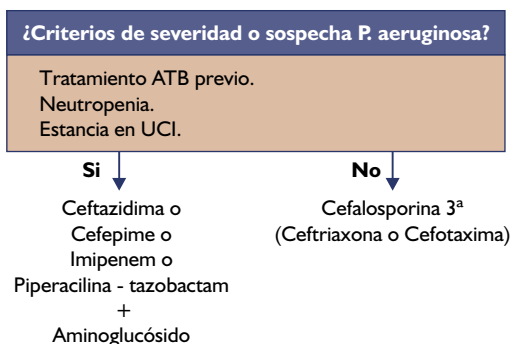 ¿Criterios de severidad o sospecha P. aeruginosa?
Tratamiento ATB previo.
Neutropenia.
Estancia en UCI.
Si
No
Ceftazidima o
Cefepime o
Imipenem o
Piperacilina - tazobactam
+
Aminoglucósido
Cefalosporina 3ª
(Ceftriaxona o Cefotaxima)